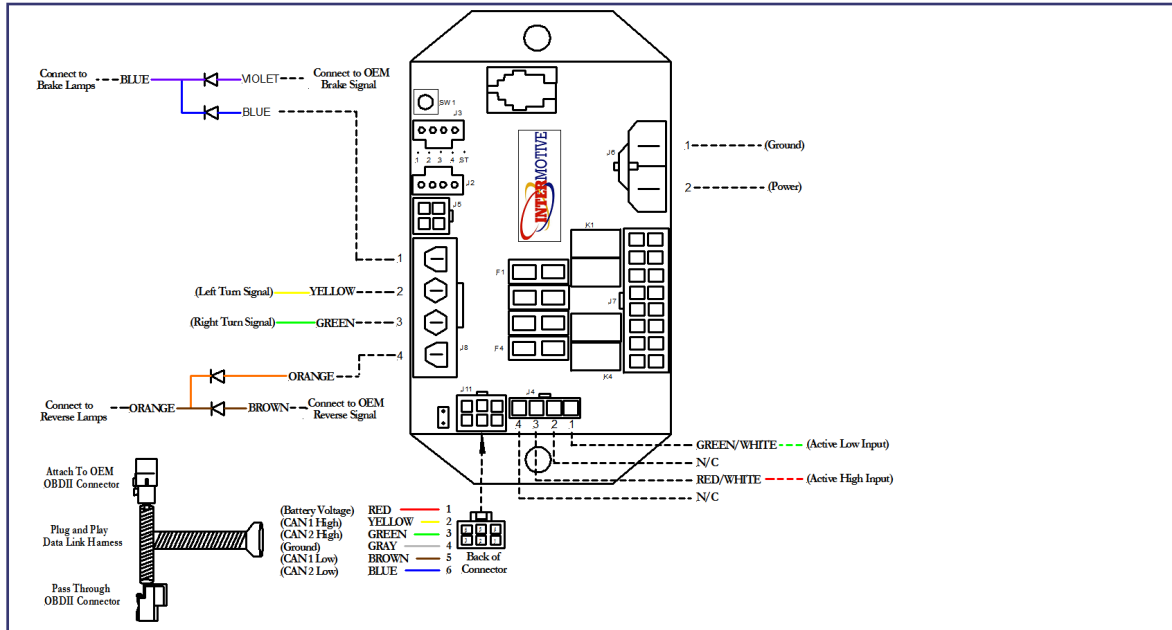 Connect to
Brake Lamps
BLUE
VIOLET
Connect to OEM
Brake Signal
BLUE
SW1
J3
1 2 3 4 ST
J2
J5
INTERMOTIVE
J6
1
(Ground)
2
(Power)
K1
F1
J7
F4
K4
1
(Left Turn Signal)
YELLOW
2
(Right Turn Signal)
GREEN
3
4
J8
ORANGE
Connect to
Reverse Lamps
ORANGE
BROWN
Connect to OEM
Reverse Signal
J11
J4
4 3 2 1
GREEN/WHITE
(Active Low Input)
N/C
RED/WHITE
(Active High Input)
N/C
Attach To OEM
OBDII Connector
Plug and Play
Data Link Harness
Pass Through
OBDII Connector
(Battery Voltage) RED 1
(CAN 1 High) YELLOW 2
(CAN 2 High) GREEN 3
(Ground) GRAY 4
(CAN 1 Low) BROWN 5
(CAN 2 Low) BLUE 6
Back of
Connector